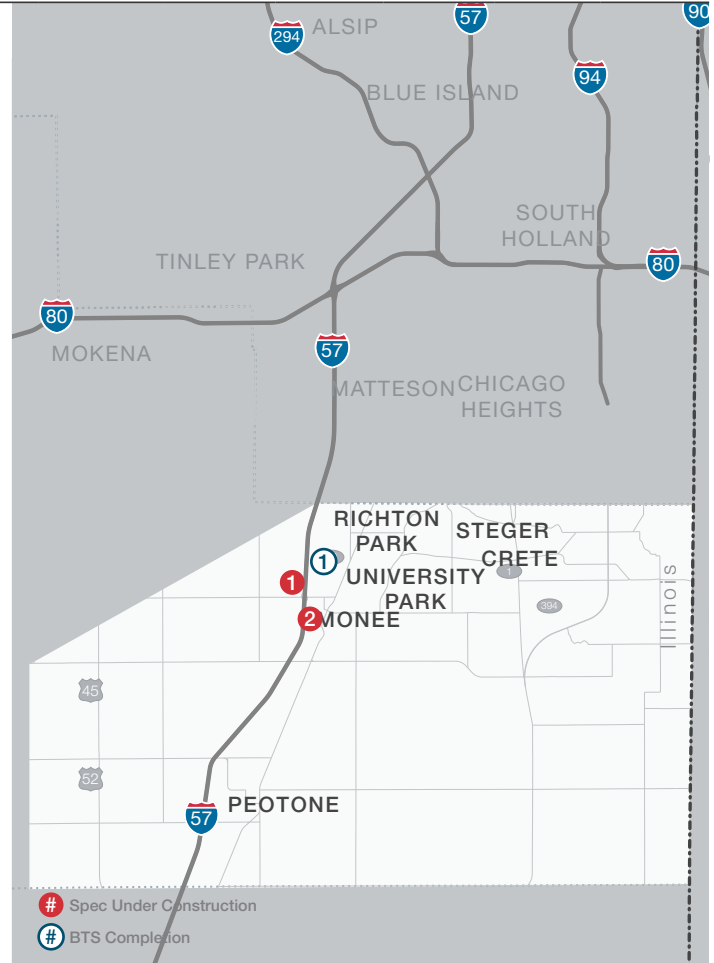 ALSIP
294
57
90
94
BLUE ISLAND
SOUTH
HOLLAND
TINLEY PARK
80
80
MOKENA
57
MATTESON
CHICAGO
HEIGHTS
RICHTON
PARK
STEGER
CRETE
1
1
UNIVERSITY
PARK
1
394
Illinois
2
MONEE
45
52
57
PEOTONE
# Spec Under Construction
# BTS Completion